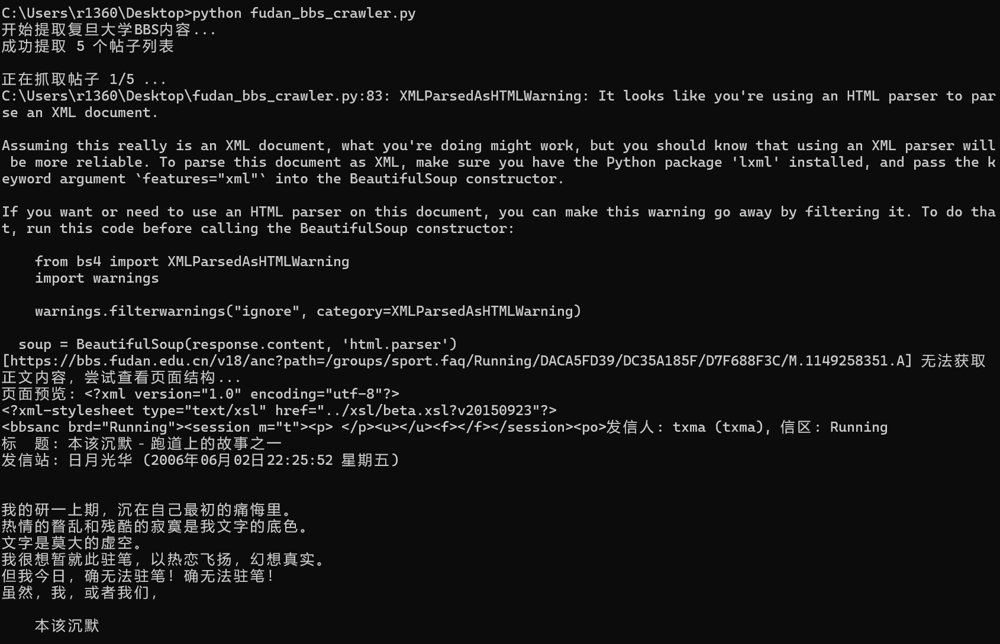 C:\Users\r1360\Desktop>python fudan_bbs_crawler.py
开始提取复旦大学BBS内容...
成功提取 5 个帖子列表
正在抓取帖子 1/5 ...
C:\Users\r1360\Desktop\fudan_bbs_crawler.py:83: XMLParsedAsHTMLWarning: It looks like you're using an HTML parser to par
se an XML document.
Assuming this really is an XML document, what you're doing might work, but you should know that using an XML parser will
 be more reliable. To parse this document as XML, make sure you have the Python package 'lxml' installed, and pass the k
eyword argument `features="xml"` into the BeautifulSoup constructor.
If you want or need to use an HTML parser on this document, you can make this warning go away by filtering it. To do tha
t, run this code before calling the BeautifulSoup constructor:
    from bs4 import XMLParsedAsHTMLWarning
    import warnings
    warnings.filterwarnings("ignore", category=XMLParsedAsHTMLWarning)
  soup = BeautifulSoup(response.content, 'html.parser')
[https://bbs.fudan.edu.cn/v18/anc?path=/groups/sport.faq/Running/DACA5FD39/DC35A185F/D7F688F3C/M.1149258351.A] 无法获取
正文内容，尝试查看页面结构...
页面预览: <?xml version="1.0" encoding="utf-8"?>
<?xml-stylesheet type="text/xsl" href="../xsl/beta.xsl?v20150923"?>
<bbsanc brd="Running"><session m="t"><p> </p><u></u><f></f></session><po>发信人: txma (txma), 信区: Running
标  题: 本该沉默 - 跑道上的故事之一
发信站: 日月光华 (2006年06月02日22:25:52 星期五)
我的研一上期，沉在自己最初的痛悔里。
热情的瞀乱和残酷的寂寞是我文字的底色。
文字是莫大的虚空。
我很想暂就此驻笔，以热恋飞扬，幻想真实。
但我今日，确无法驻笔！确无法驻笔！
虽然，我，或者我们，
    本该沉默